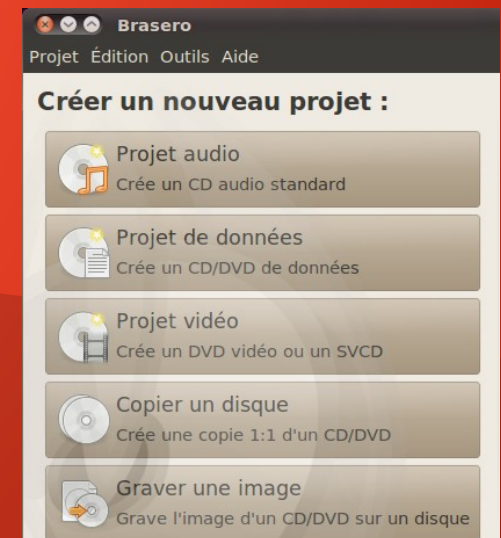 Brasero
Projet Édition Outils Aide
Créer un nouveau projet :
Projet audio
Crée un CD audio standard
Projet de données
Crée un CD/DVD de données
Projet vidéo
Crée un DVD vidéo ou un SVCD
Copier un disque
Crée une copie 1:1 d'un CD/DVD
Graver une image
Grave l'image d'un CD/DVD sur un disque